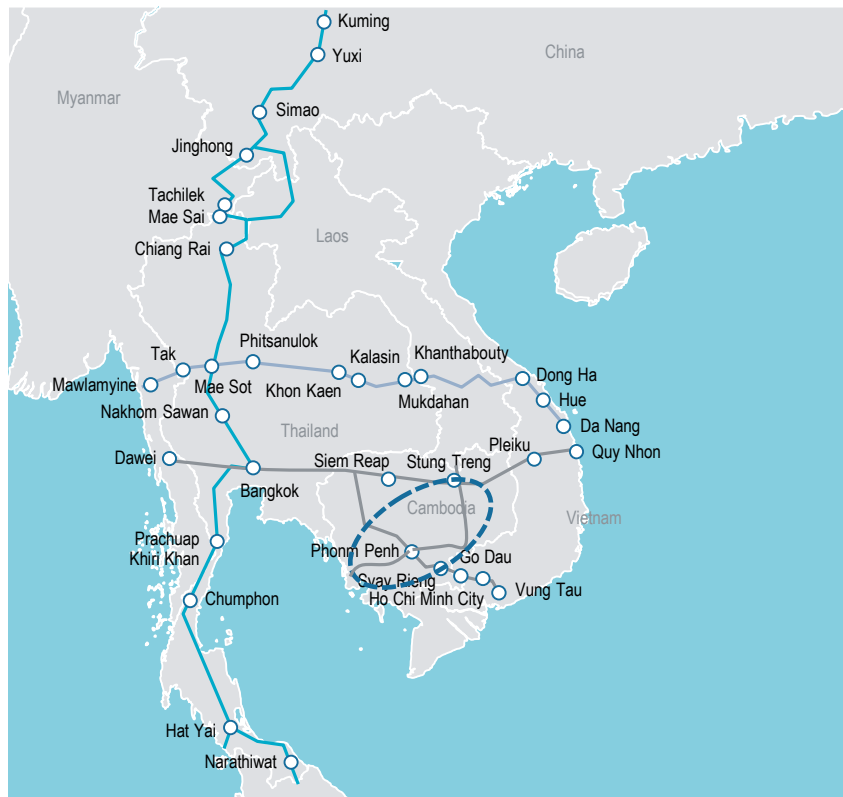 Kuming
China
Yuxi
Myanmar
Simao
Jinghong
Tachilek
Mae Sai
Laos
Chiang Rai
Phitsanulok
Tak
Kalasin
Khanthabouty
Mawlamyine
Mae Sot
Khon Kaen
Mukdahan
Dong Ha
Hue
Nakhom Sawan
Da Nang
Thailand
Pleiku
Quy Nhon
Dawei
Siem Reap
Stung Treng
Bangkok
Cambodia
Vietnam
Prachuap
Khiri Khan
Phonm Penh
Go Dau
Svay Rieng
Ho Chi Minh City
Vung Tau
Chumphon
Hat Yai
Narathiwat